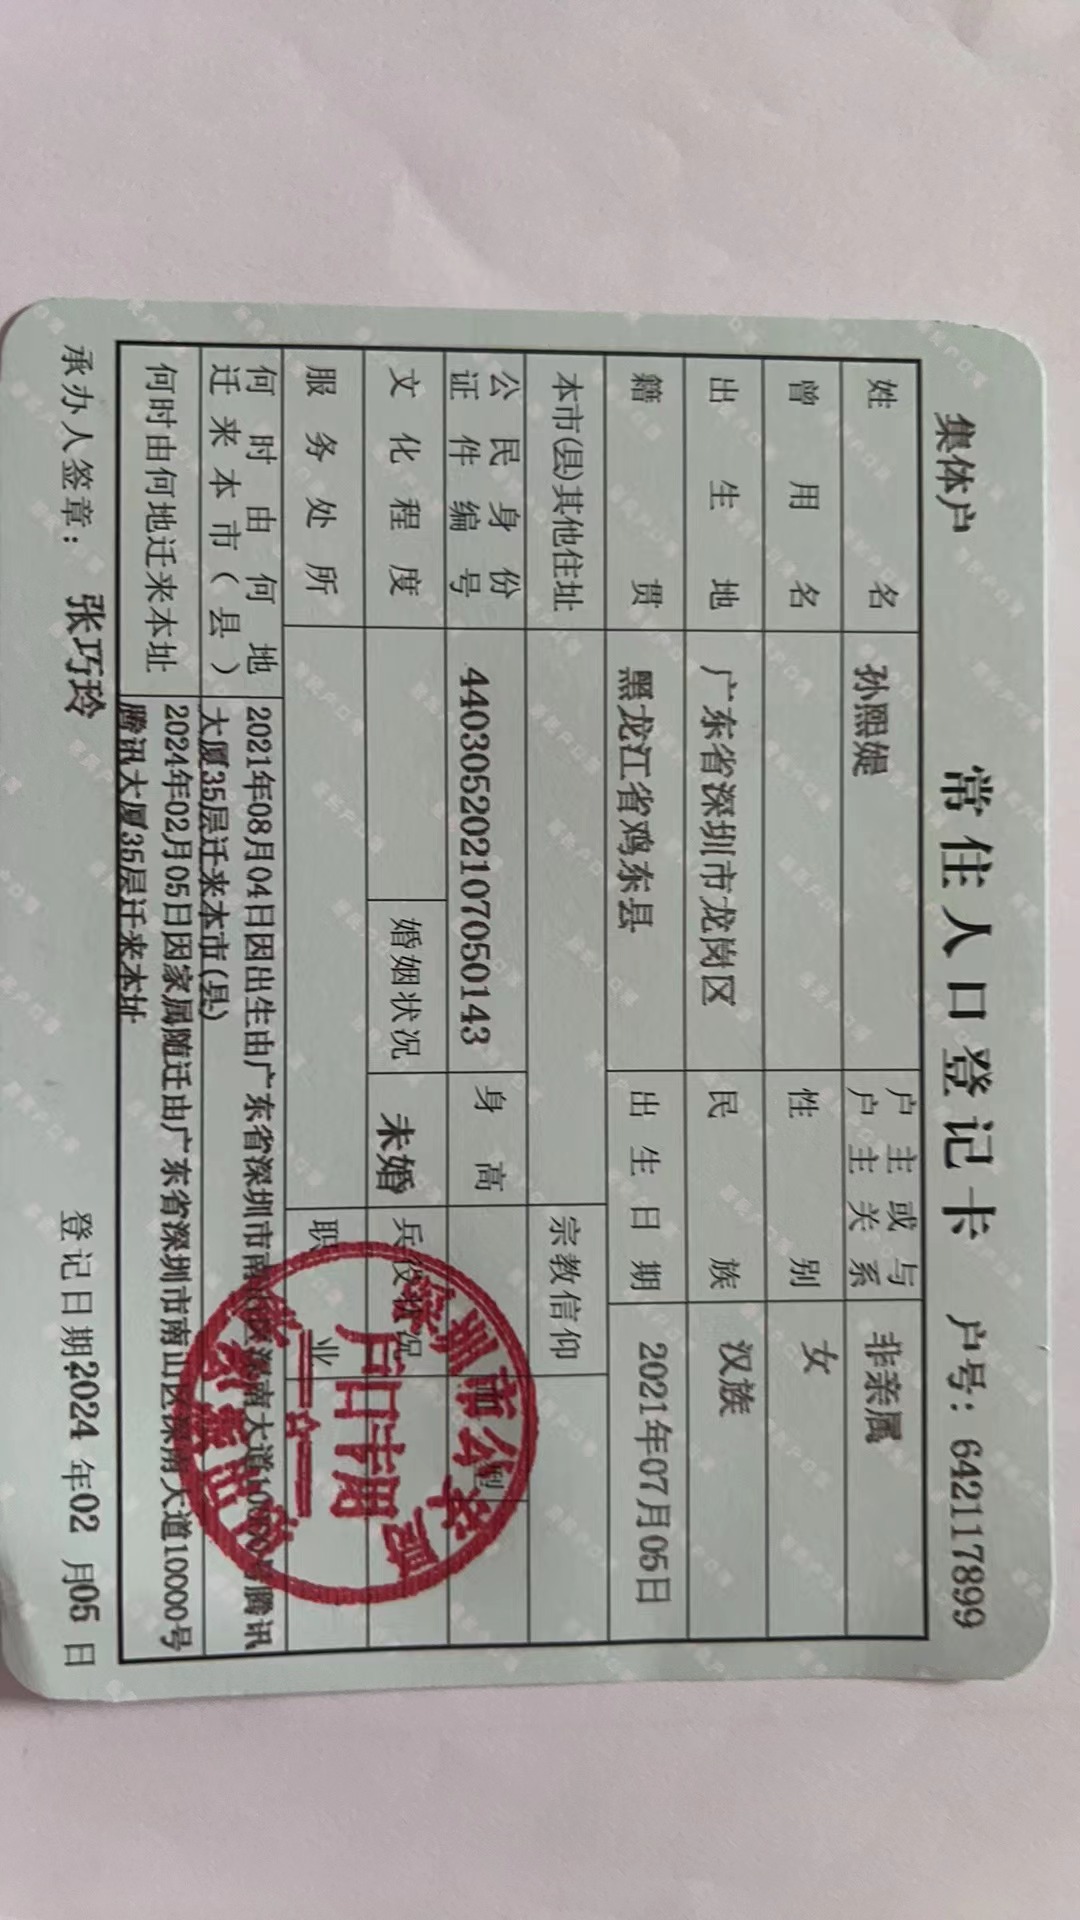 集体户
常住人口登记卡 户号：642117899
姓名 孙熙媞 户主或与户主关系 非亲属
曾用名 性别 女
出生地 广东省深圳市龙岗区 民族 汉族
籍贯 黑龙江省鸡东县 出生日期 2021年07月05日
本市(县)其他住址 宗教信仰
公民身份证件编号 440305202107050143 身高 血型
文化程度 婚姻状况 未婚 兵役状况
服务处所 职业
何时由何地迁来本市(县) 2021年08月04日因出生由广东省深圳市南山区深南大道10000号腾讯
大厦35层迁来本市(县)
何时由何地迁来本址 2024年02月05日因家属随迁由广东省深圳市南山区深南大道10000号
腾讯大厦35层迁来本址
承办人签章： 张巧玲 登记日期：2024年02月05日
深圳市公安局
户口专用